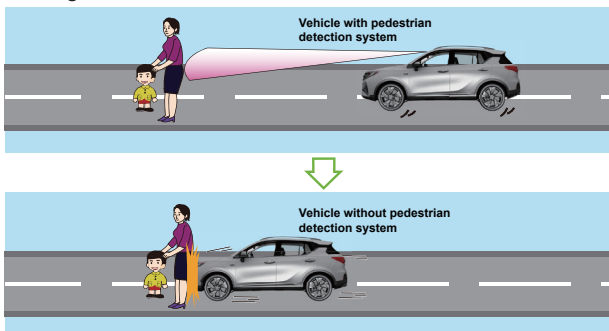 Vehicle with pedestrian
detection system
Vehicle without pedestrian
detection system